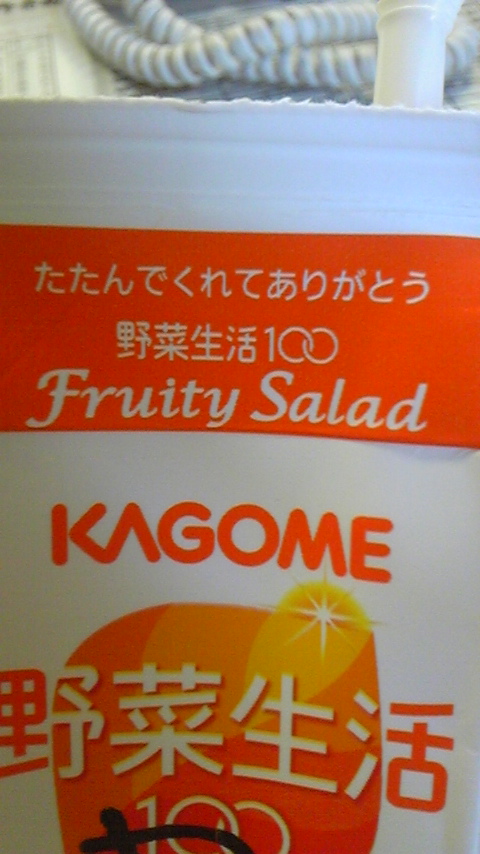 たたんでくれてありがとう
野菜生活100
Fruity Salad
KAGOME
野菜生活
100